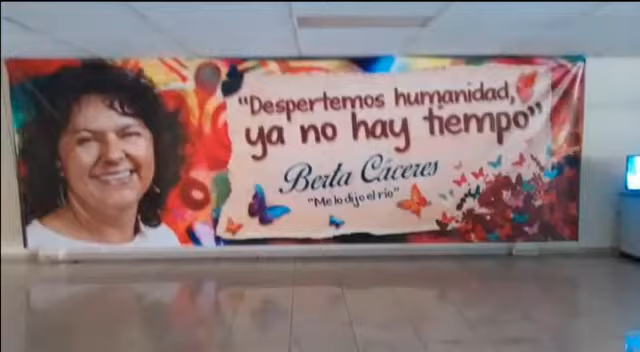 "Despertemos humanidad,
ya no hay tiempo"
Berta Cáceres
"Me lo dijo el río"